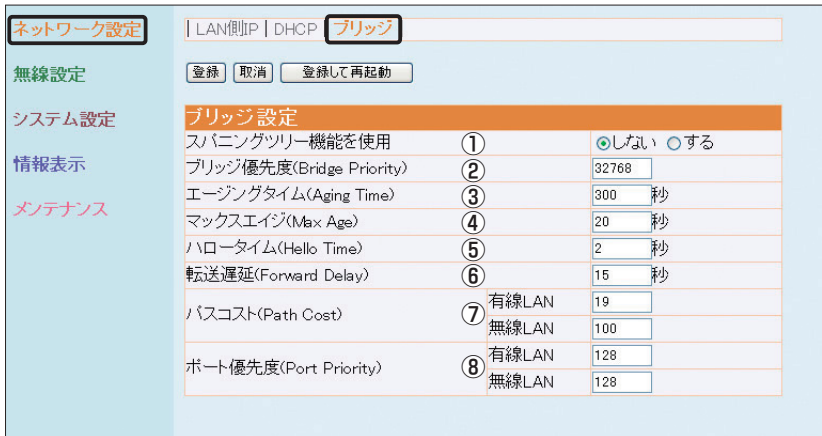 ネットワーク設定
無線設定
システム設定
情報表示
メンテナンス
| LAN側IP | DHCP | ブリッジ
登録 取消 登録して再起動
ブリッジ設定
スパニングツリー機能を使用 ① しない する
ブリッジ優先度(Bridge Priority) ② 32768
エージングタイム(Aging Time) ③ 300 秒
マックスエイジ(Max Age) ④ 20 秒
ハロータイム(Hello Time) ⑤ 2 秒
転送遅延(Forward Delay) ⑥ 15 秒
パスコスト(Path Cost) ⑦ 有線LAN 19
無線LAN 100
ポート優先度(Port Priority) ⑧ 有線LAN 128
無線LAN 128